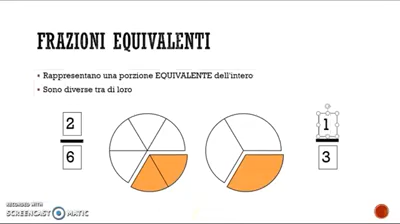 FRAZIONI EQUIVALENTI
Rappresentano una porzione EQUIVALENTE dell'intero
Sono diverse tra di loro
2
6
1
3
RECORDED WITH
SCREENCAST MATIC